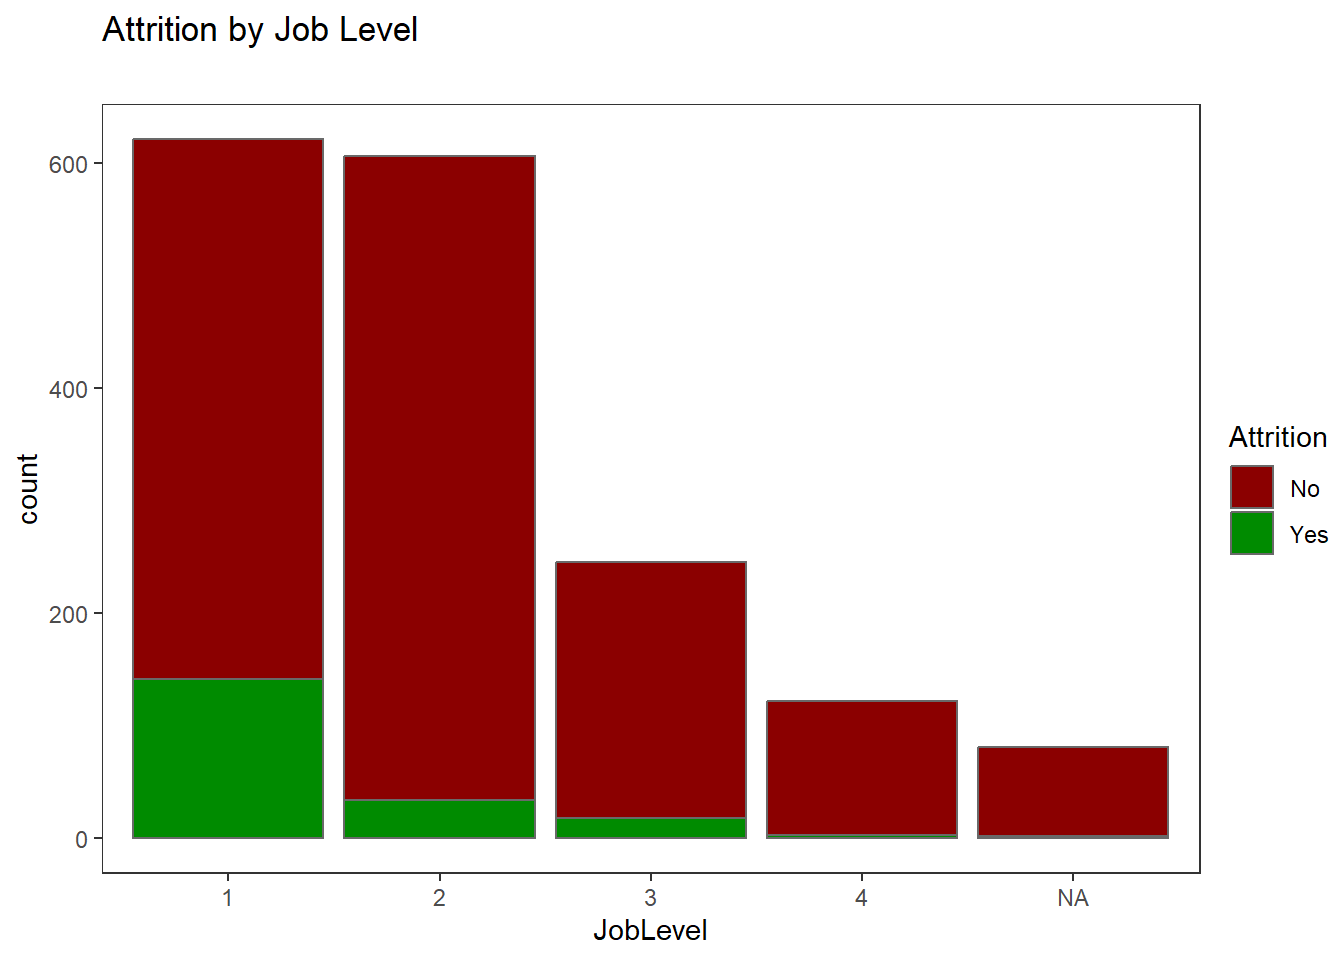 Attrition by Job Level
600
400
200
0
count
1
2
3
4
NA
JobLevel
Attrition
No
Yes